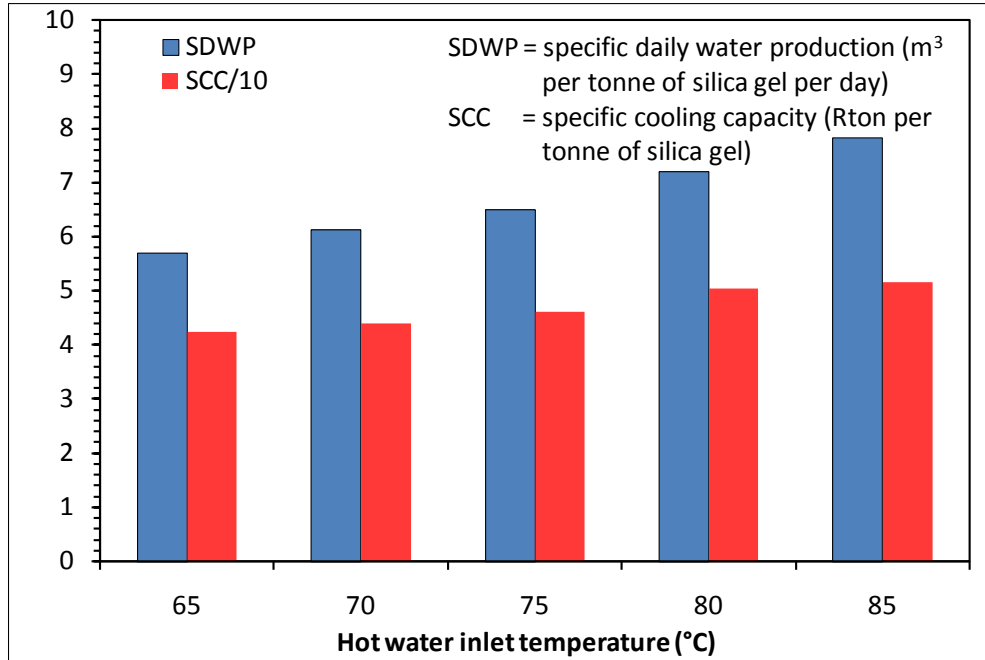 10
9
8
7
6
5
4
3
2
1
0
SDWP
SCC/10
SDWP = specific daily water production (m³
per tonne of silica gel per day)
SCC = specific cooling capacity (Rton per
tonne of silica gel)
65 70 75 80 85
Hot water inlet temperature (°C)